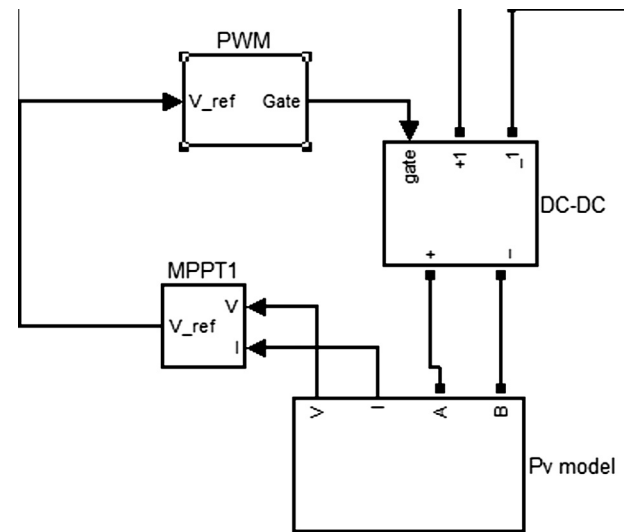 PWM
V_ref
Gate
gate
+1
_1
DC-DC
+
–
MPPT1
V_ref
V
I
V
I
A
B
Pv model